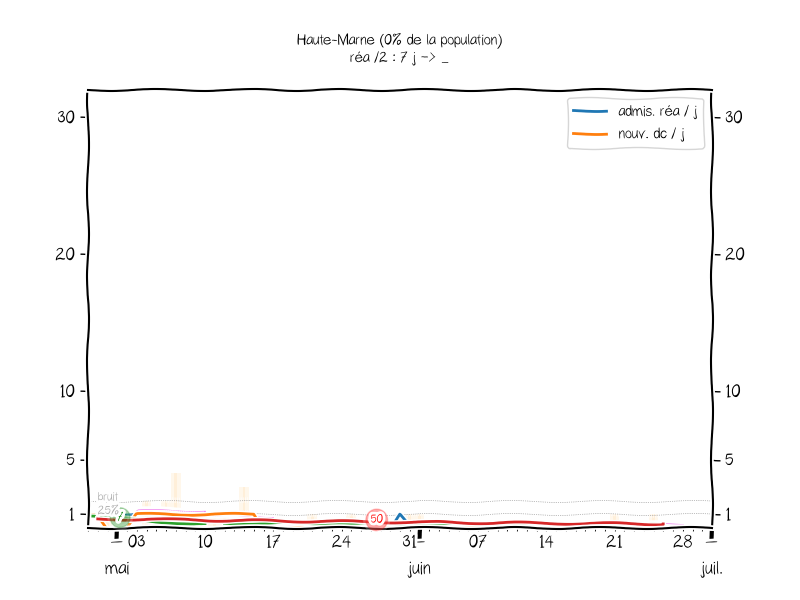 Haute-Marne (0% de la population)
réa /2 : 7 j -> _
admis. réa / j
nouv. dc / j
30
30
20
20
10
10
5
5
bruit
25%
1
1
7
50
03 10 17 24 31 07 14 21 28
mai juin juil.